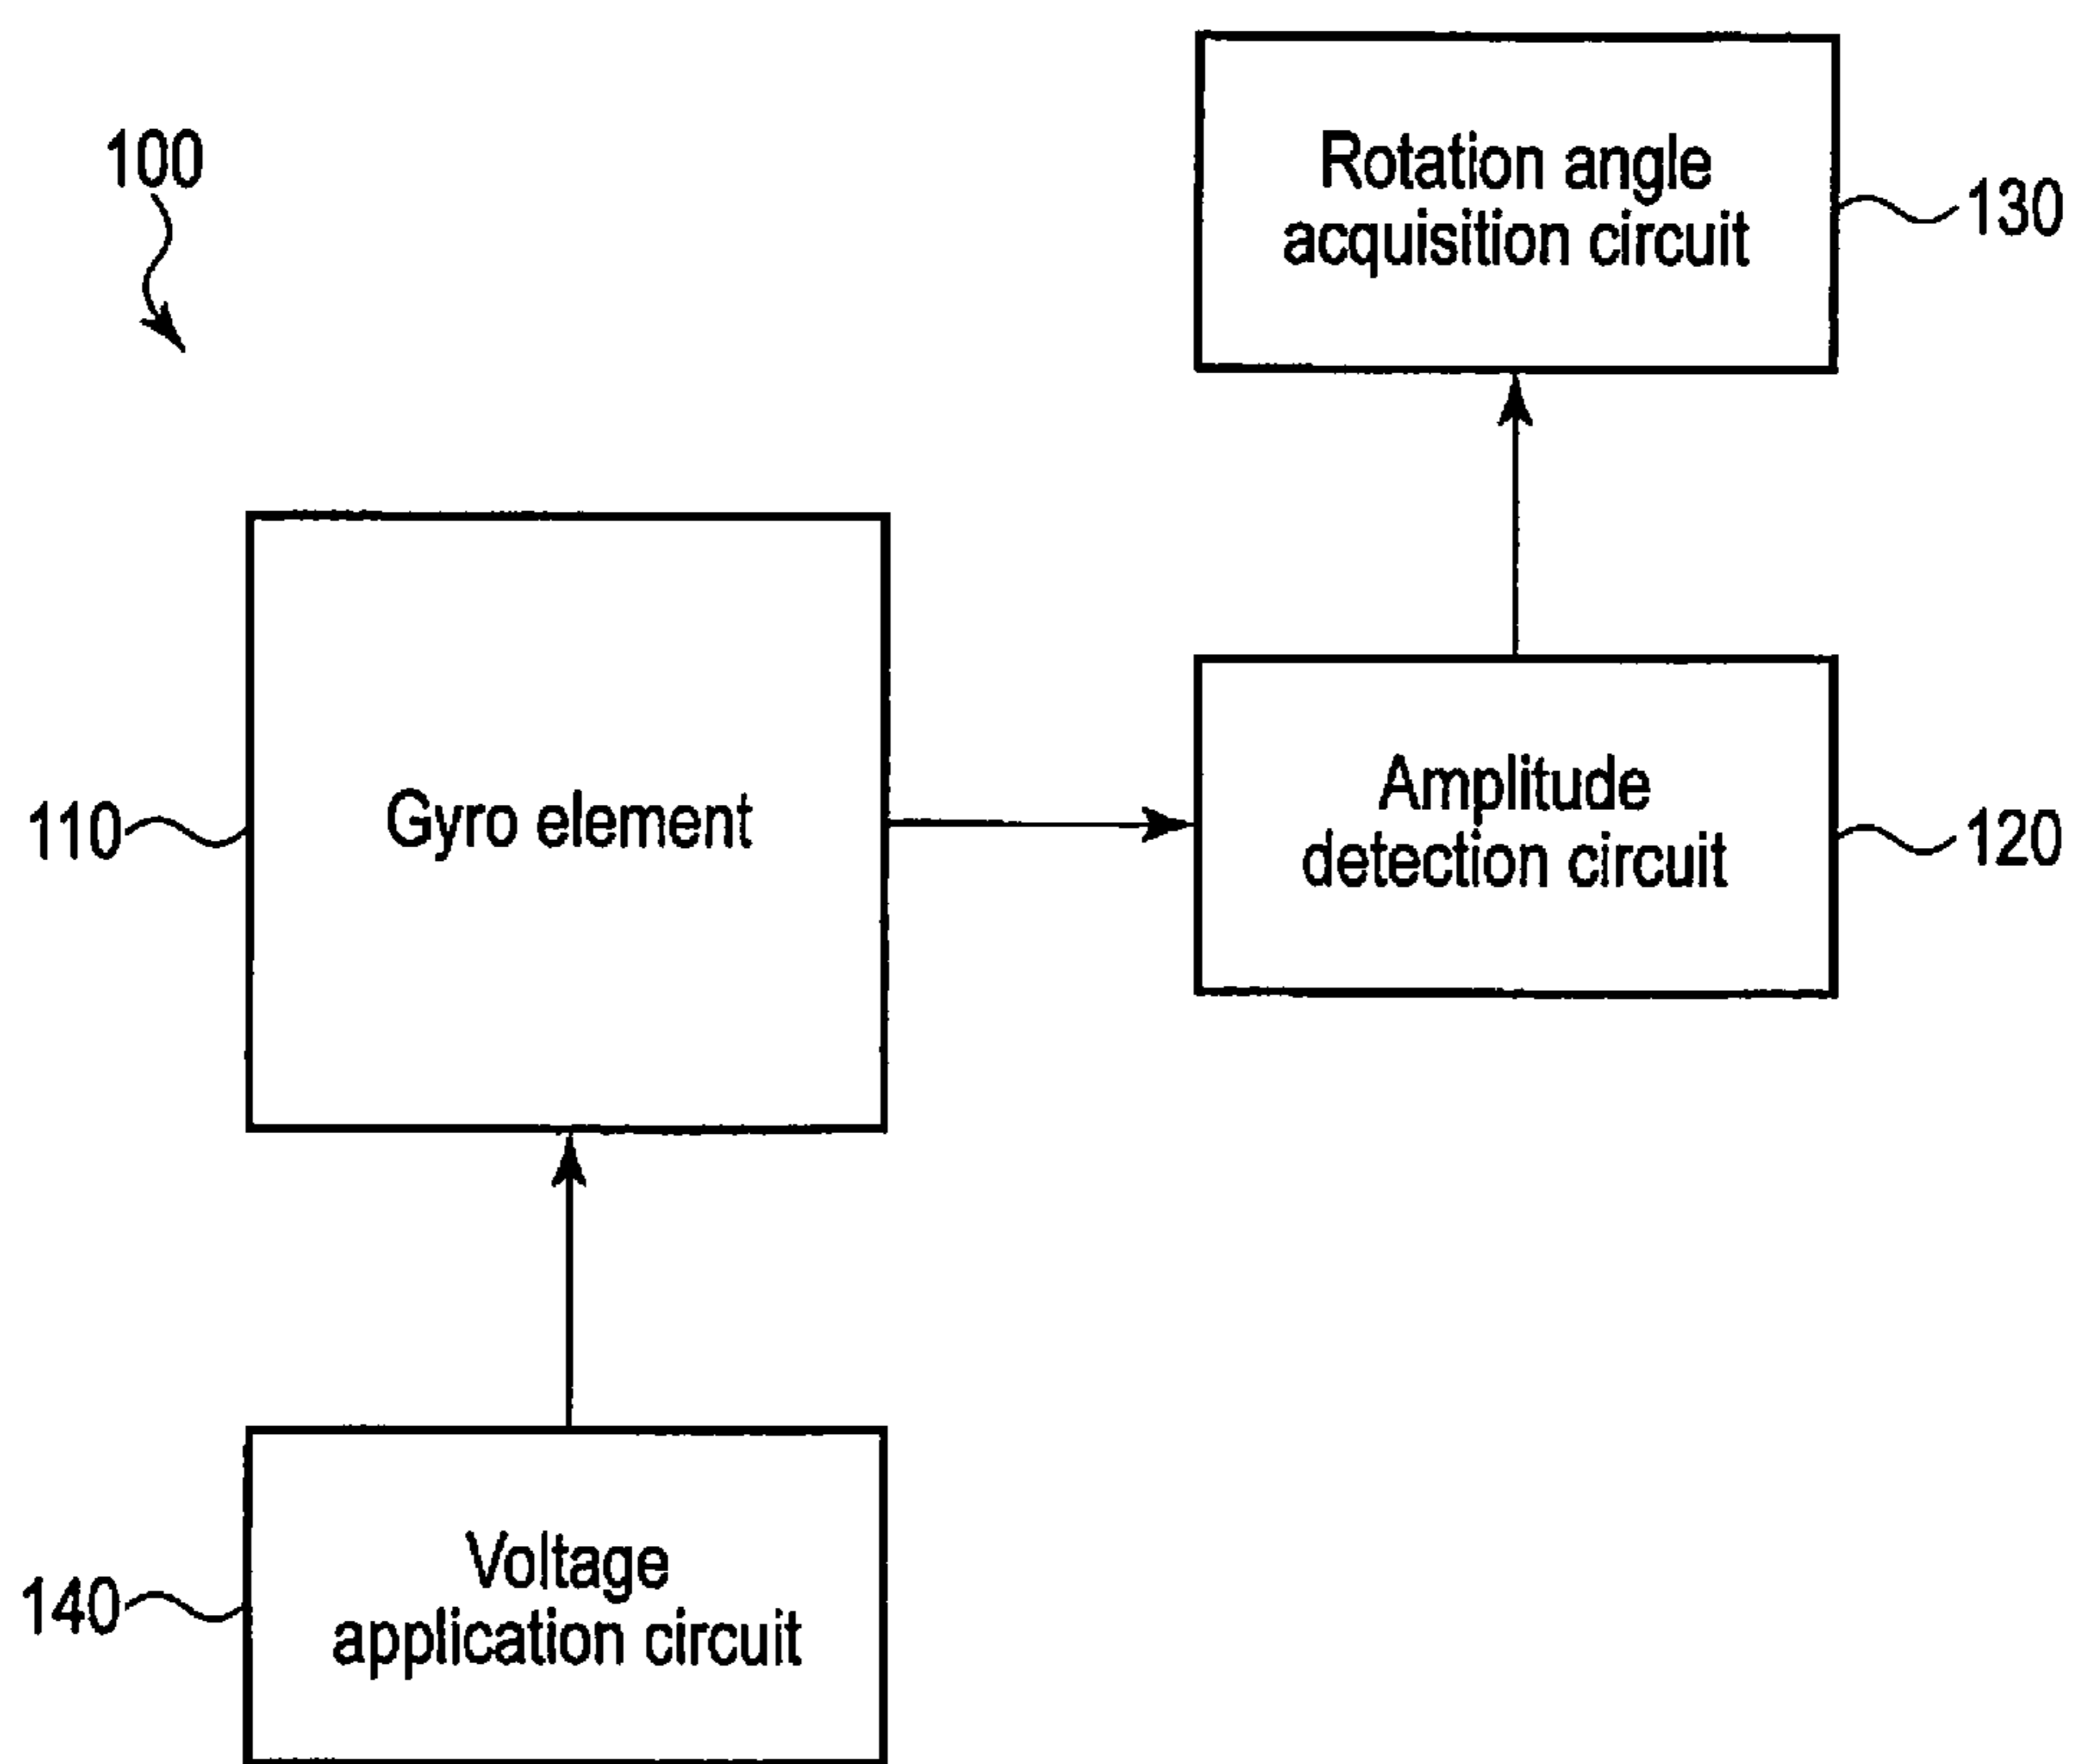 100
Rotation angle
acquisition circuit
130
110
Gyro element
Amplitude
detection circuit
120
140
Voltage
application circuit